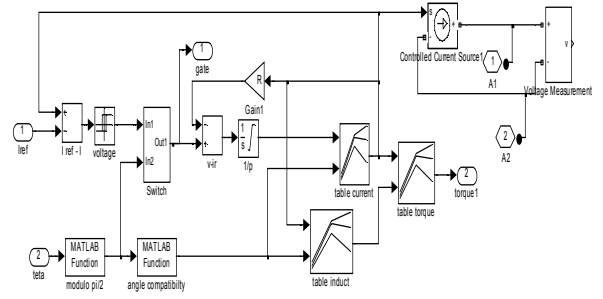 s
+
v
-
1
gate
Controlled Current Source1
1
A1
Voltage Measurement
R
Gain1
1
Iref
I ref - I
voltage
In1
In2
Out1
Switch
v-ir
1
s
1/p
2
A2
table current
table torque
2
torque1
table induct
2
teta
MATLAB
Function
modulo pi/2
MATLAB
Function
angle compatibilty